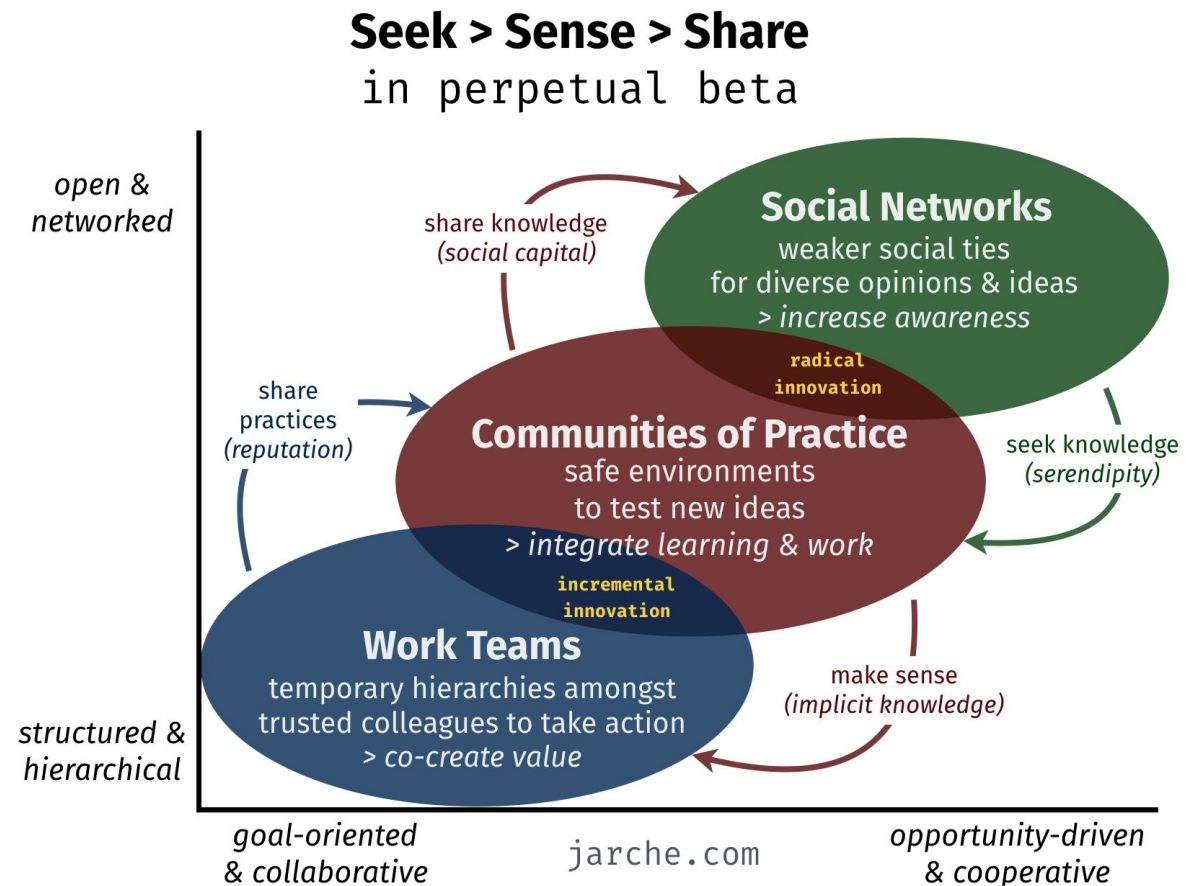 Seek > Sense > Share
in perpetual beta
open &
networked
share knowledge
(social capital)
Social Networks
weaker social ties
for diverse opinions & ideas
> increase awareness
radical
innovation
share
practices
(reputation)
Communities of Practice
safe environments
to test new ideas
> integrate learning & work
seek knowledge
(serendipity)
incremental
innovation
Work Teams
temporary hierarchies amongst
trusted colleagues to take action
> co-create value
make sense
(implicit knowledge)
structured &
hierarchical
goal-oriented
& collaborative
jarche.com
opportunity-driven
& cooperative